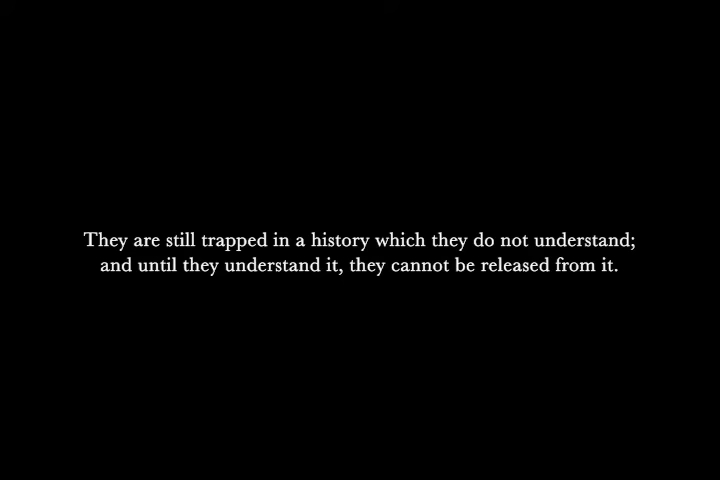 They are still trapped in a history which they do not understand;
and until they understand it, they cannot be released from it.